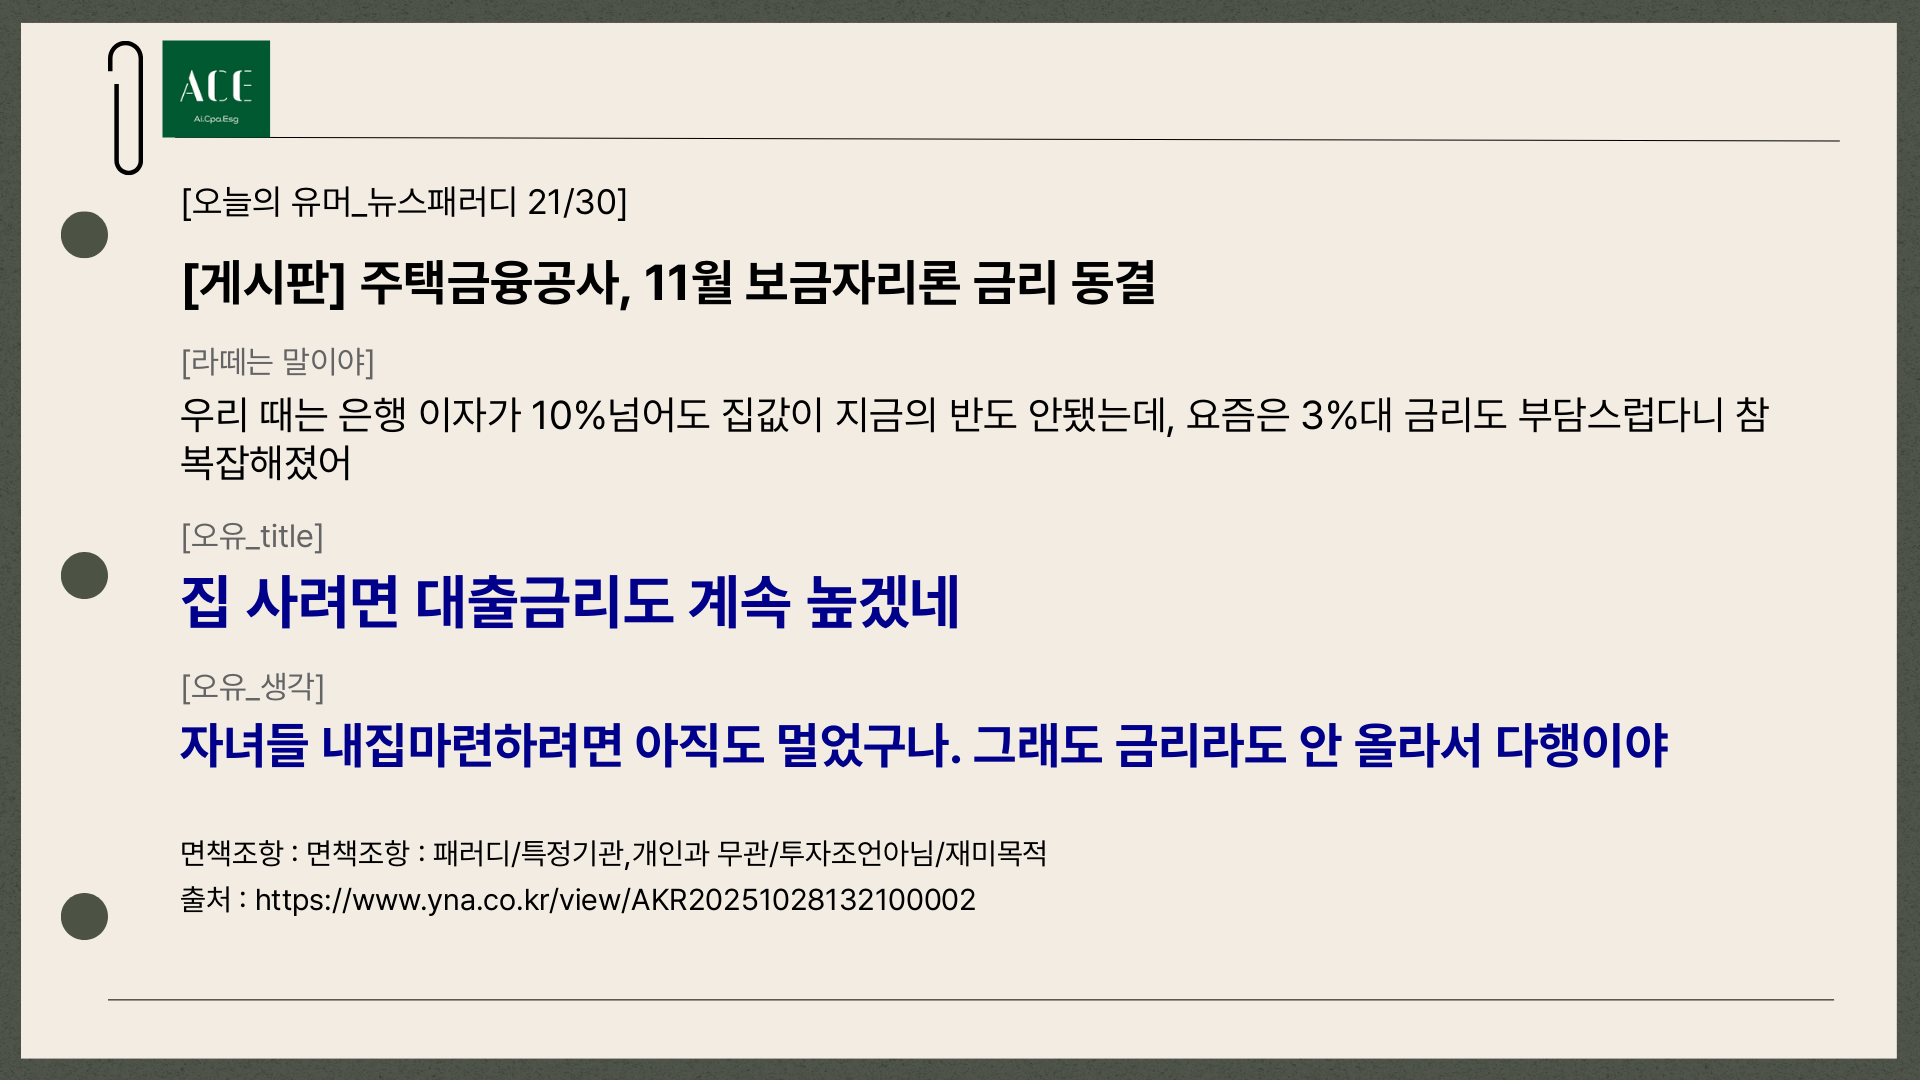 ACE
Ai.Cpa.Esg
[오늘의 유머_뉴스패러디 21/30]
[게시판] 주택금융공사, 11월 보금자리론 금리 동결
[라떼는 말이야]
우리 때는 은행 이자가 10%넘어도 집값이 지금의 반도 안됐는데, 요즘은 3%대 금리도 부담스럽다니 참
복잡해졌어
[오유_title]
집 사려면 대출금리도 계속 높겠네
[오유_생각]
자녀들 내집마련하려면 아직도 멀었구나. 그래도 금리라도 안 올라서 다행이야
면책조항 : 면책조항 : 패러디/특정기관,개인과 무관/투자조언아님/재미목적
출처 : https://www.yna.co.kr/view/AKR20251028132100002